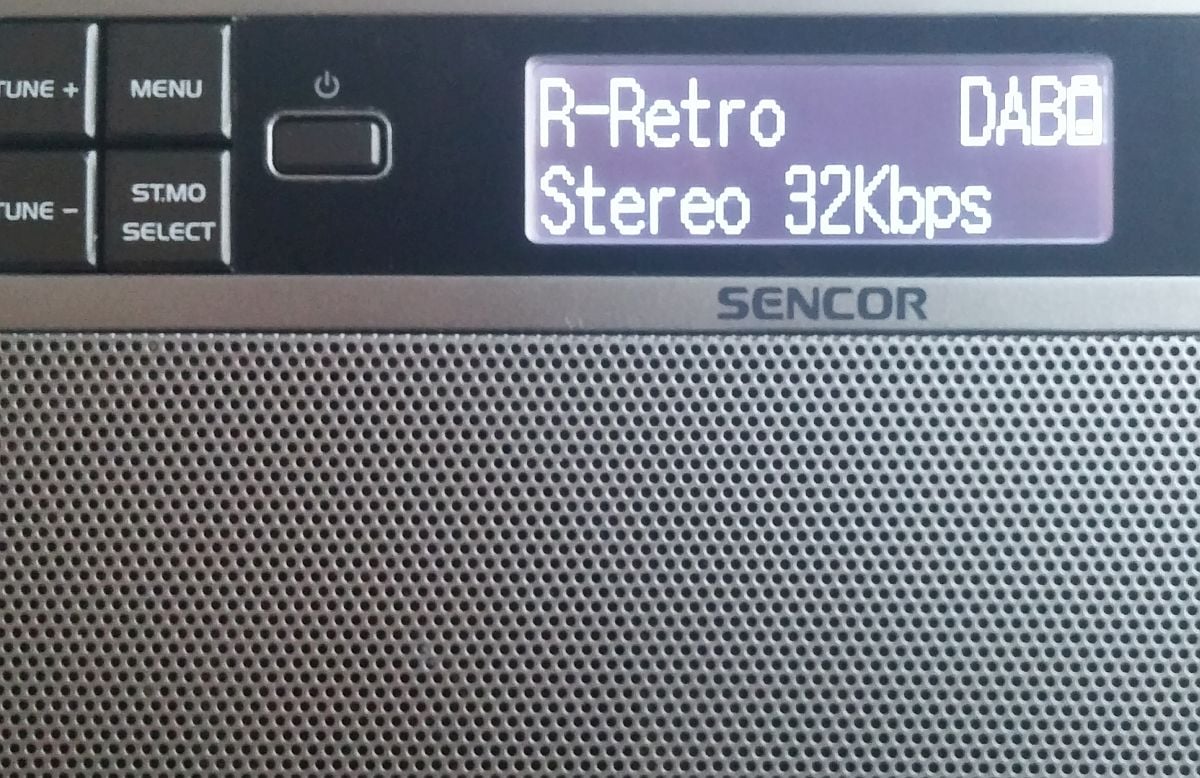 TUNE +
MENU
TUNE -
ST.MO
SELECT
R-Retro DAB
Stereo 32Kbps
SENCOR